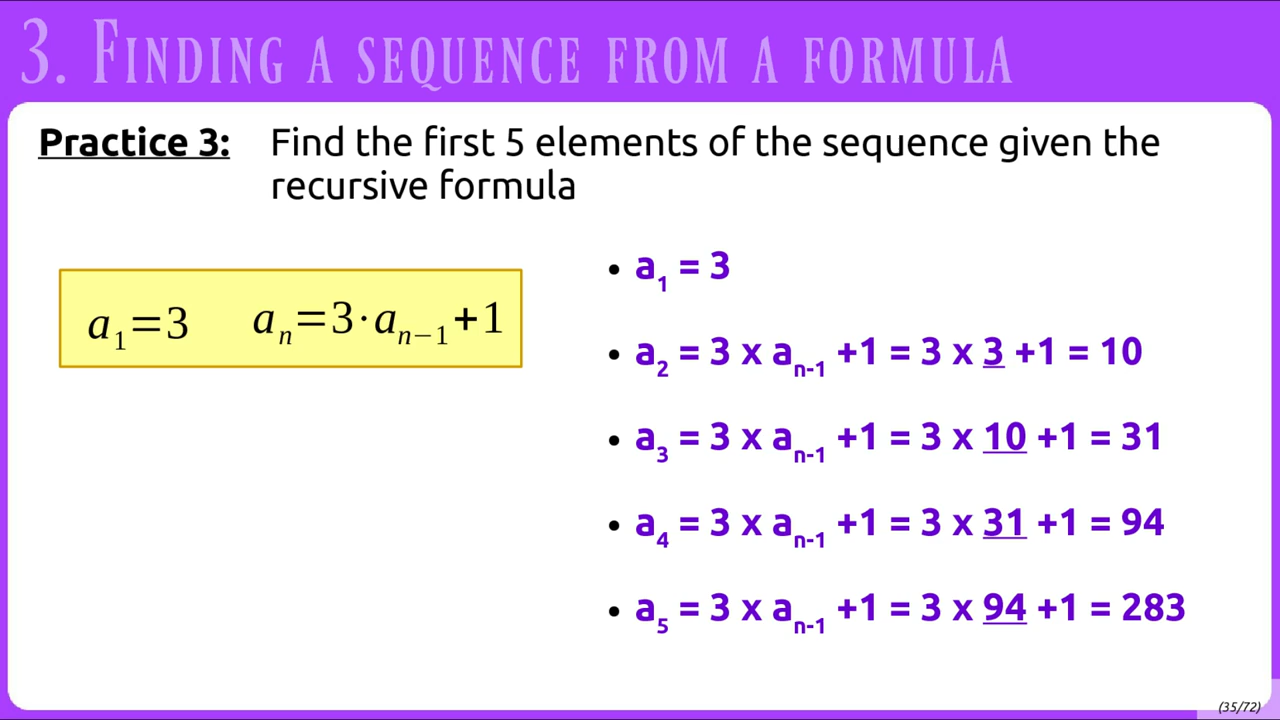 3. Finding a sequence from a formula
Practice 3: Find the first 5 elements of the sequence given the
recursive formula
a₁=3 aₙ=3·aₙ₋₁+1
• a₁ = 3
• a₂ = 3 x aₙ₋₁ +1 = 3 x 3 +1 = 10
• a₃ = 3 x aₙ₋₁ +1 = 3 x 10 +1 = 31
• a₄ = 3 x aₙ₋₁ +1 = 3 x 31 +1 = 94
• a₅ = 3 x aₙ₋₁ +1 = 3 x 94 +1 = 283
(35/72)